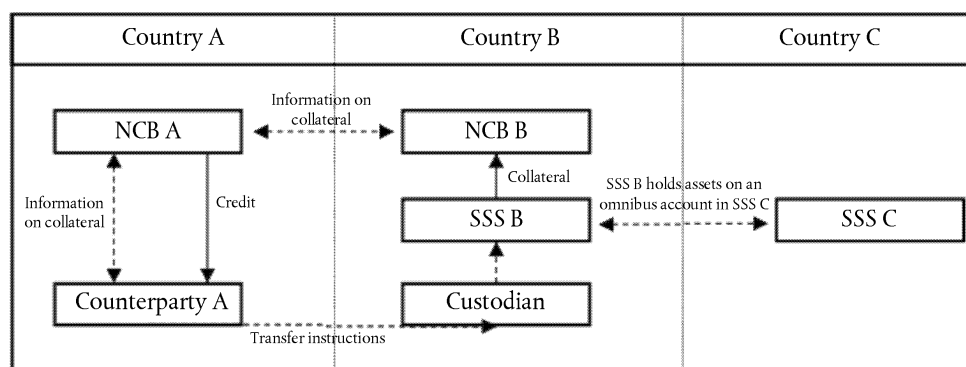 Country A
Country B
Country C
Information on
collateral
NCB A
NCB B
Information
on collateral
Credit
Collateral
SSS B holds assets on an
omnibus account in SSS C
SSS B
SSS C
Counterparty A
Custodian
Transfer instructions